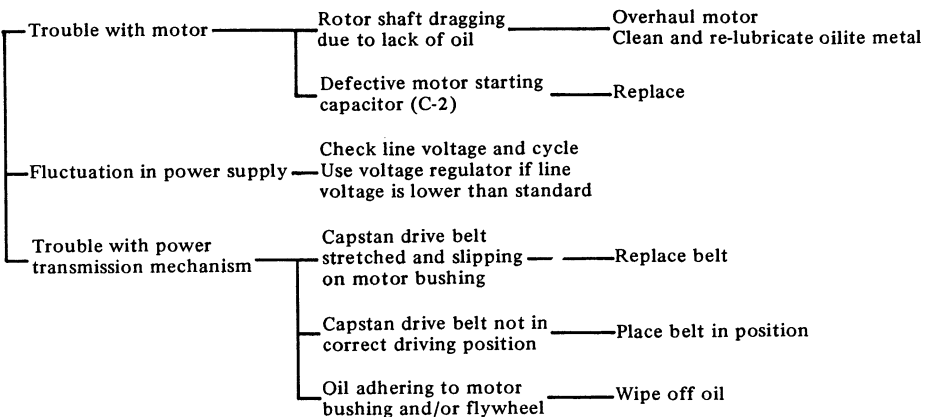 Trouble with motor
Rotor shaft dragging
due to lack of oil
Overhaul motor
Clean and re-lubricate oilite metal
Defective motor starting
capacitor (C-2)
Replace
Fluctuation in power supply
Check line voltage and cycle
Use voltage regulator if line
voltage is lower than standard
Trouble with power
transmission mechanism
Capstan drive belt
stretched and slipping
on motor bushing
Replace belt
Capstan drive belt not in
correct driving position
Place belt in position
Oil adhering to motor
bushing and/or flywheel
Wipe off oil